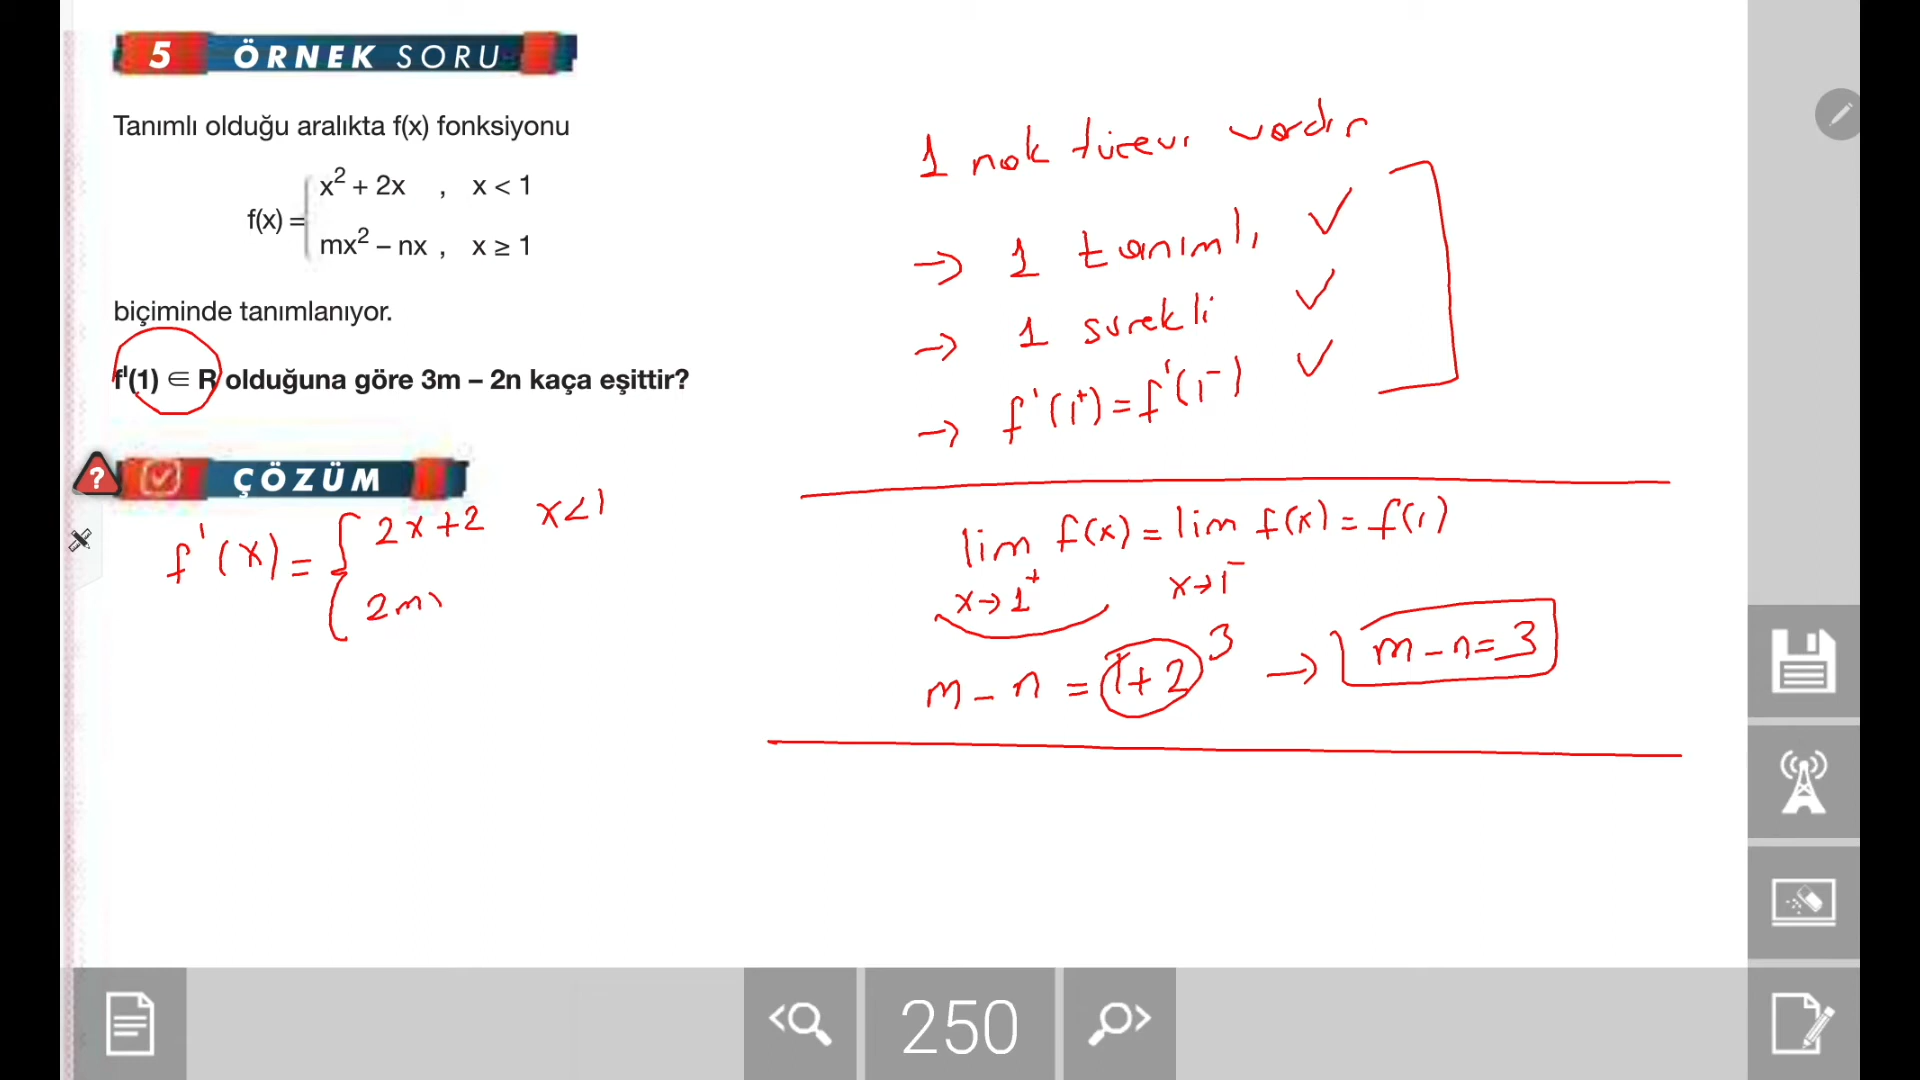 5 ÖRNEK SORU
Tanımlı olduğu aralıkta f(x) fonksiyonu
x² + 2x , x < 1
f(x) =
mx² – nx , x ≥ 1
biçiminde tanımlanıyor.
f'(1) ∈ R olduğuna göre 3m – 2n kaça eşittir?
?
ÇÖZÜM
f'(x) = { 2x+2 x<1
2m
1 nok türevi vardır
→ 1 tanımlı ✓
→ 1 sürekli ✓
→ f'(1⁺) = f'(1⁻) ✓
lim f(x) = lim f(x) = f(1)
x→1⁺ x→1⁻
m – n = 1+2 3 → m – n = 3
250